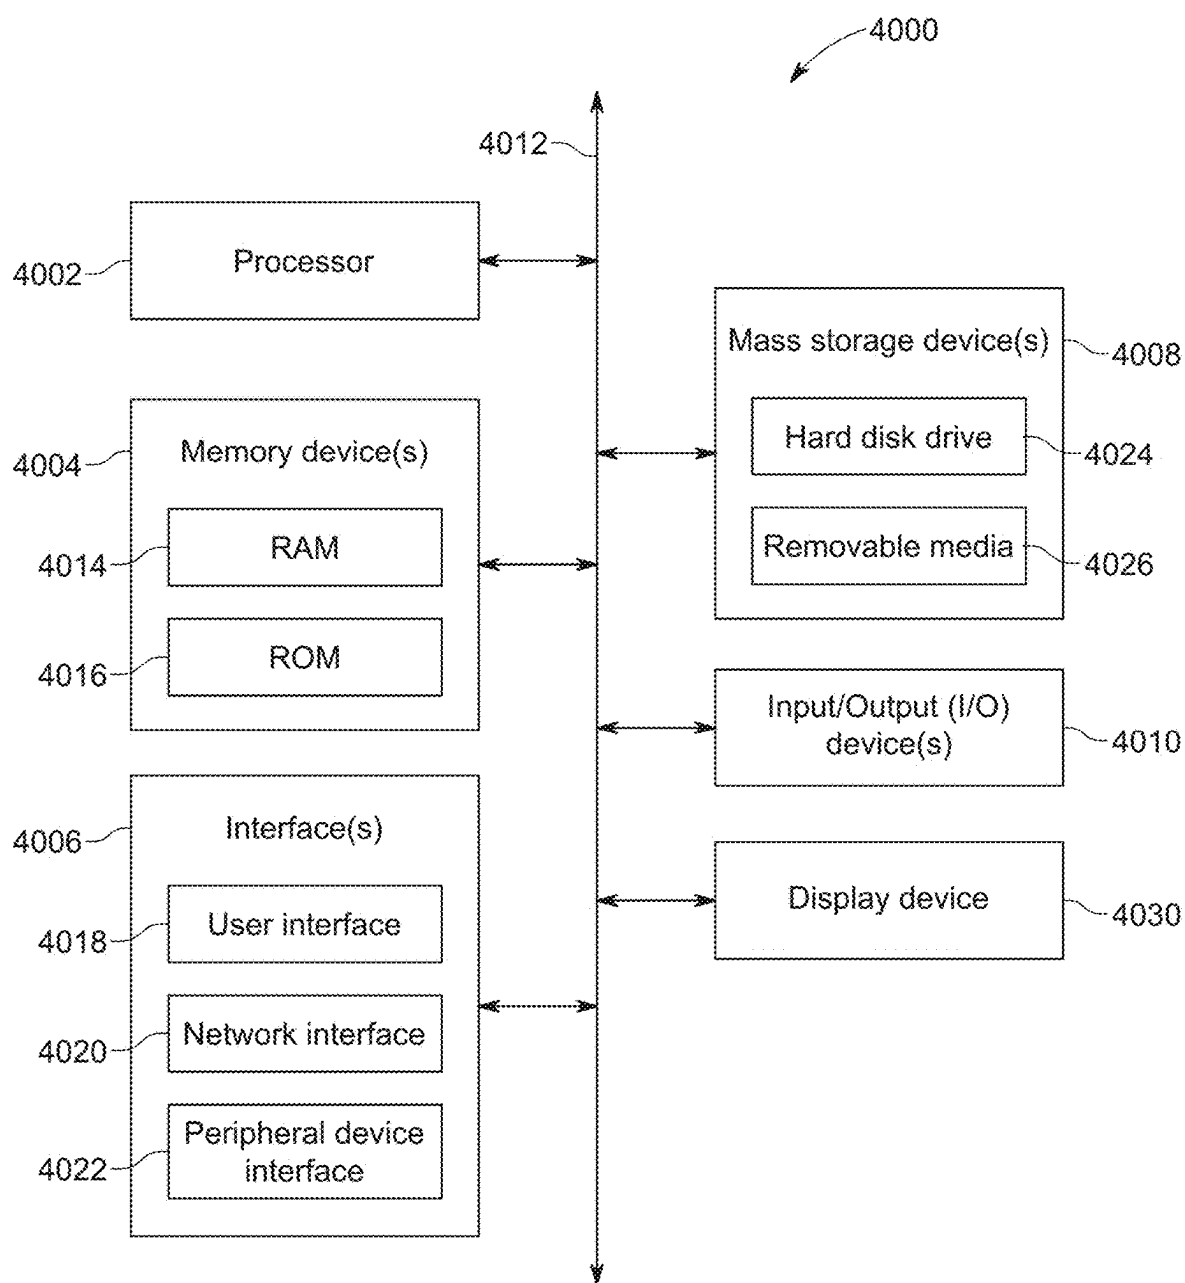 4000
4012
Processor
4002
Mass storage device(s)
4008
Hard disk drive
4024
Removable media
4026
Memory device(s)
4004
RAM
4014
ROM
4016
Input/Output (I/O)
device(s)
4010
Interface(s)
4006
User interface
4018
Network interface
4020
Peripheral device
interface
4022
Display device
4030